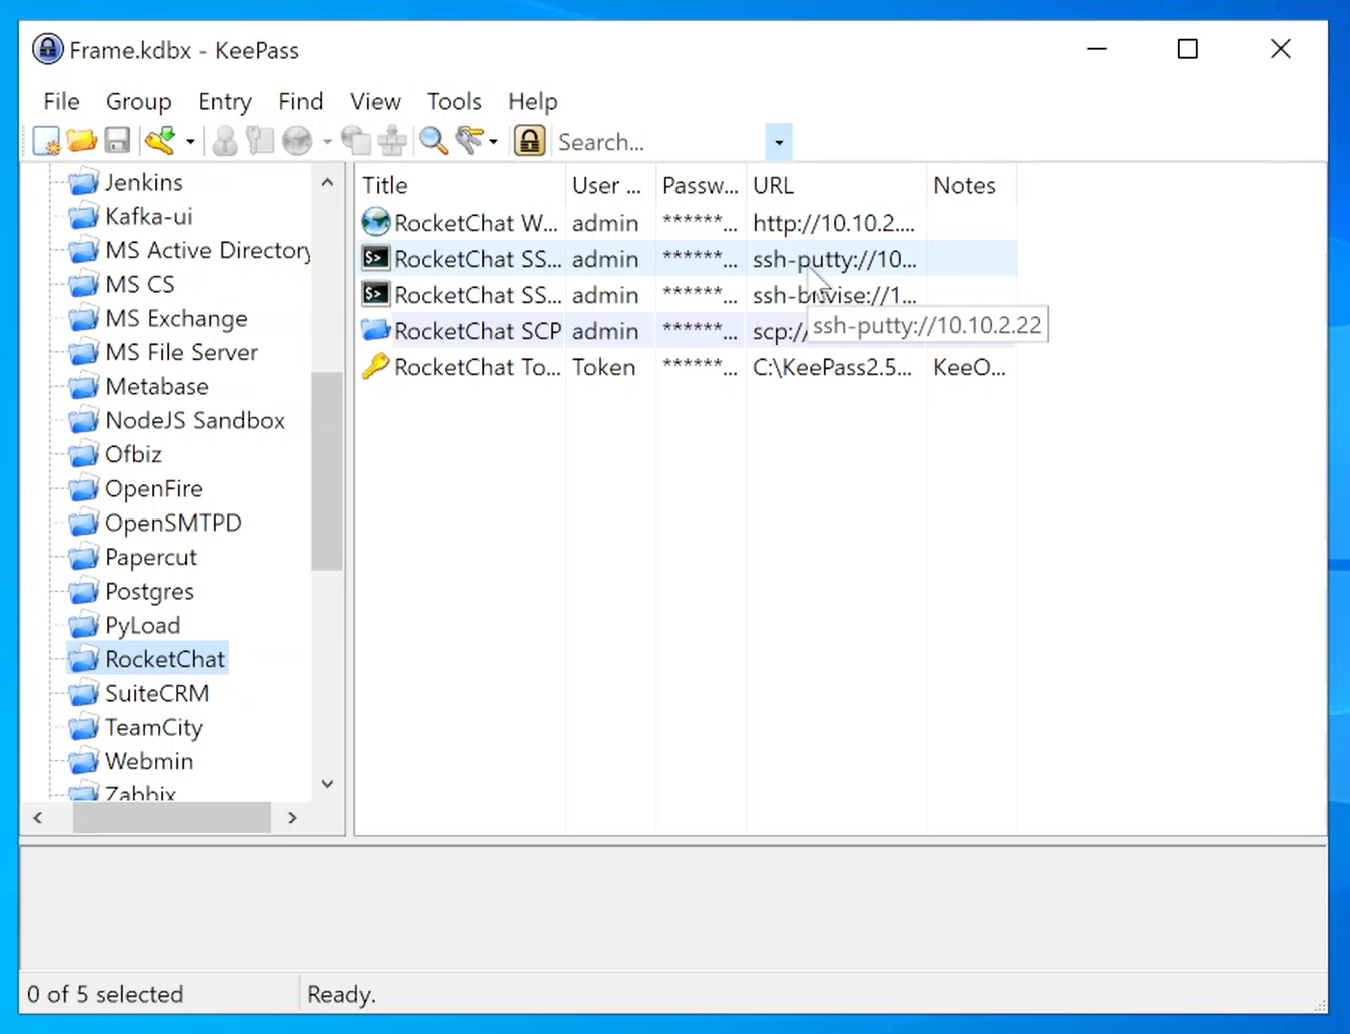 Frame.kdbx - KeePass
File Group Entry Find View Tools Help
Search...
Jenkins
Kafka-ui
MS Active Directory
MS CS
MS Exchange
MS File Server
Metabase
NodeJS Sandbox
Ofbiz
OpenFire
OpenSMTPD
Papercut
Postgres
PyLoad
RocketChat
SuiteCRM
TeamCity
Webmin
Zabbix
Title User ... Passw... URL Notes
RocketChat W... admin ******... http://10.10.2....
RocketChat SS... admin ******... ssh-putty://10...
RocketChat SS... admin ******... ssh-bitvise://1...
RocketChat SCP admin ******... scp://
ssh-putty://10.10.2.22
RocketChat To... Token ******... C:\KeePass2.5... KeeO...
0 of 5 selected Ready.